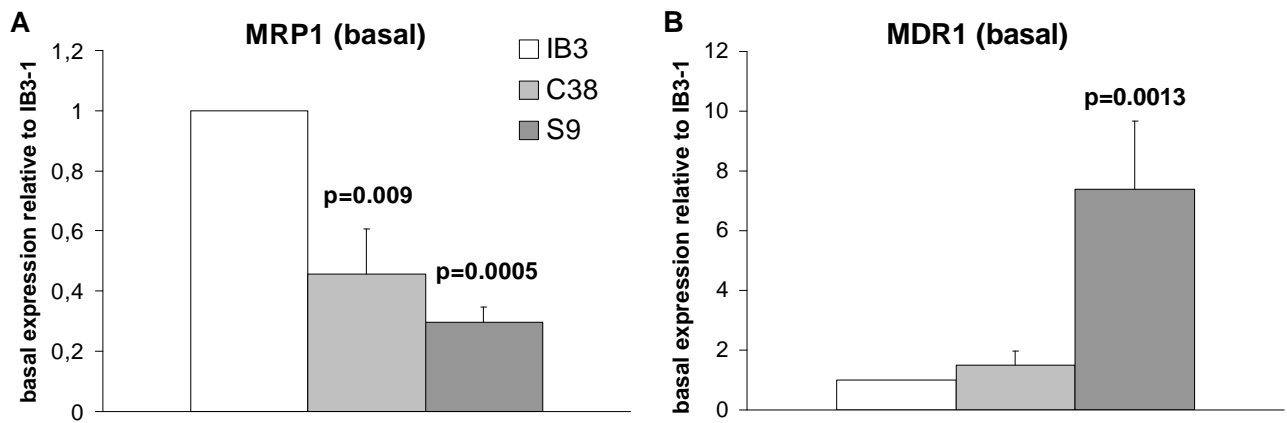 A
MRP1 (basal)
basal expression relative to IB3-1
1,2
1
0,8
0,6
0,4
0,2
0
IB3
C38
S9
p=0.009
p=0.0005
B
MDR1 (basal)
basal expression relative to IB3-1
12
10
8
6
4
2
0
p=0.0013